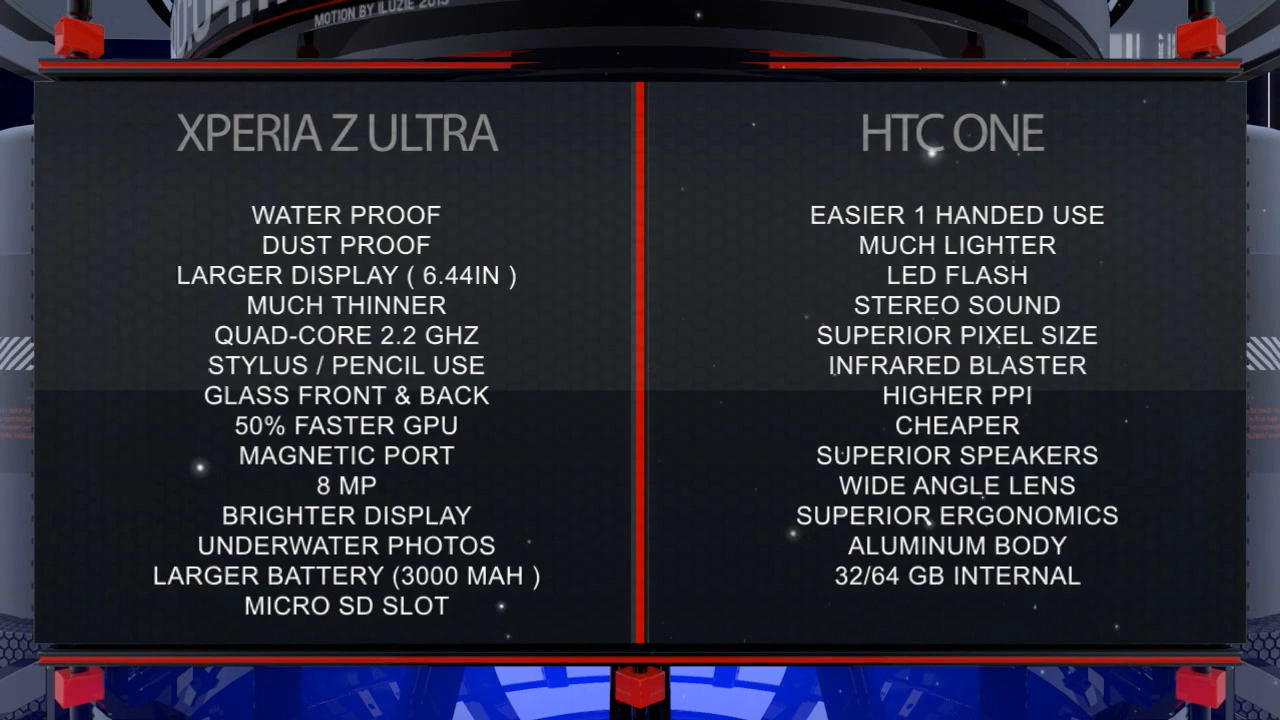 MOTION BY ILUZIE 2013
XPERIA Z ULTRA
WATER PROOF
DUST PROOF
LARGER DISPLAY ( 6.44IN )
MUCH THINNER
QUAD-CORE 2.2 GHZ
STYLUS / PENCIL USE
GLASS FRONT & BACK
50% FASTER GPU
MAGNETIC PORT
8 MP
BRIGHTER DISPLAY
UNDERWATER PHOTOS
LARGER BATTERY (3000 MAH )
MICRO SD SLOT
HTC ONE
EASIER 1 HANDED USE
MUCH LIGHTER
LED FLASH
STEREO SOUND
SUPERIOR PIXEL SIZE
INFRARED BLASTER
HIGHER PPI
CHEAPER
SUPERIOR SPEAKERS
WIDE ANGLE LENS
SUPERIOR ERGONOMICS
ALUMINUM BODY
32/64 GB INTERNAL